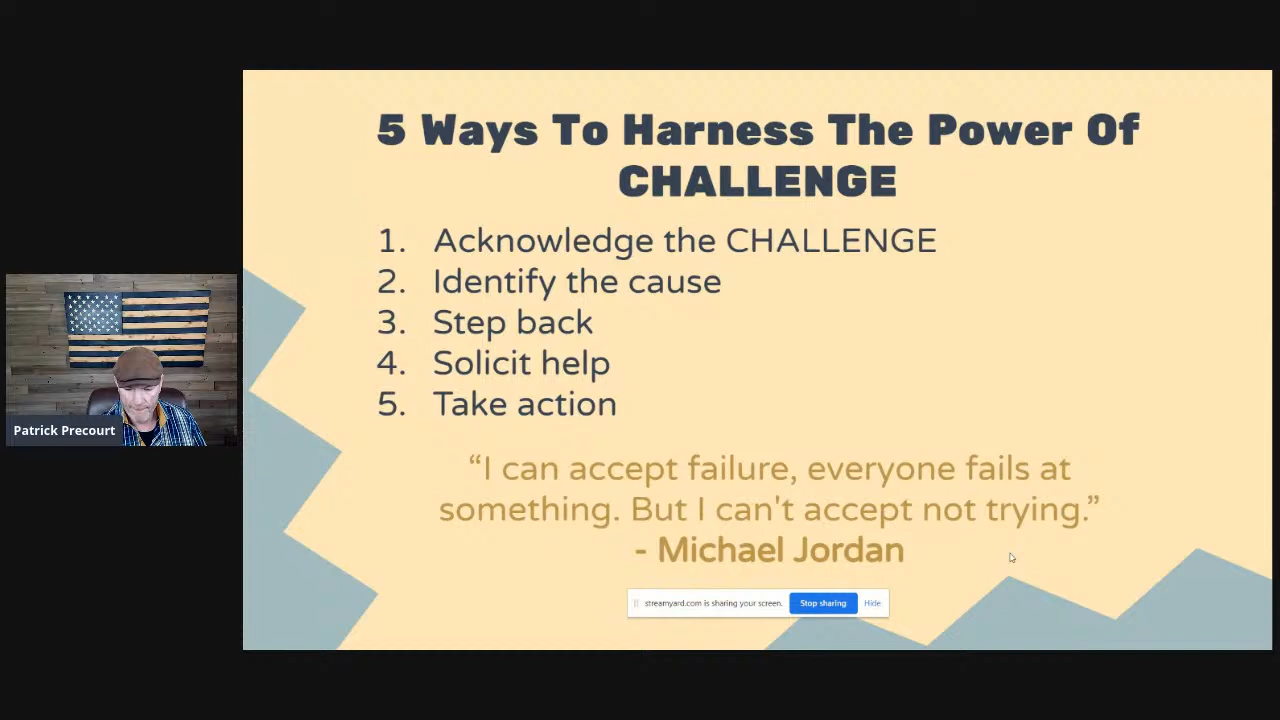 5 Ways To Harness The Power Of
CHALLENGE
1. Acknowledge the CHALLENGE
2. Identify the cause
3. Step back
4. Solicit help
5. Take action
“I can accept failure, everyone fails at
something. But I can't accept not trying.”
- Michael Jordan
streamyard.com is sharing your screen. Stop sharing Hide
Patrick Precourt